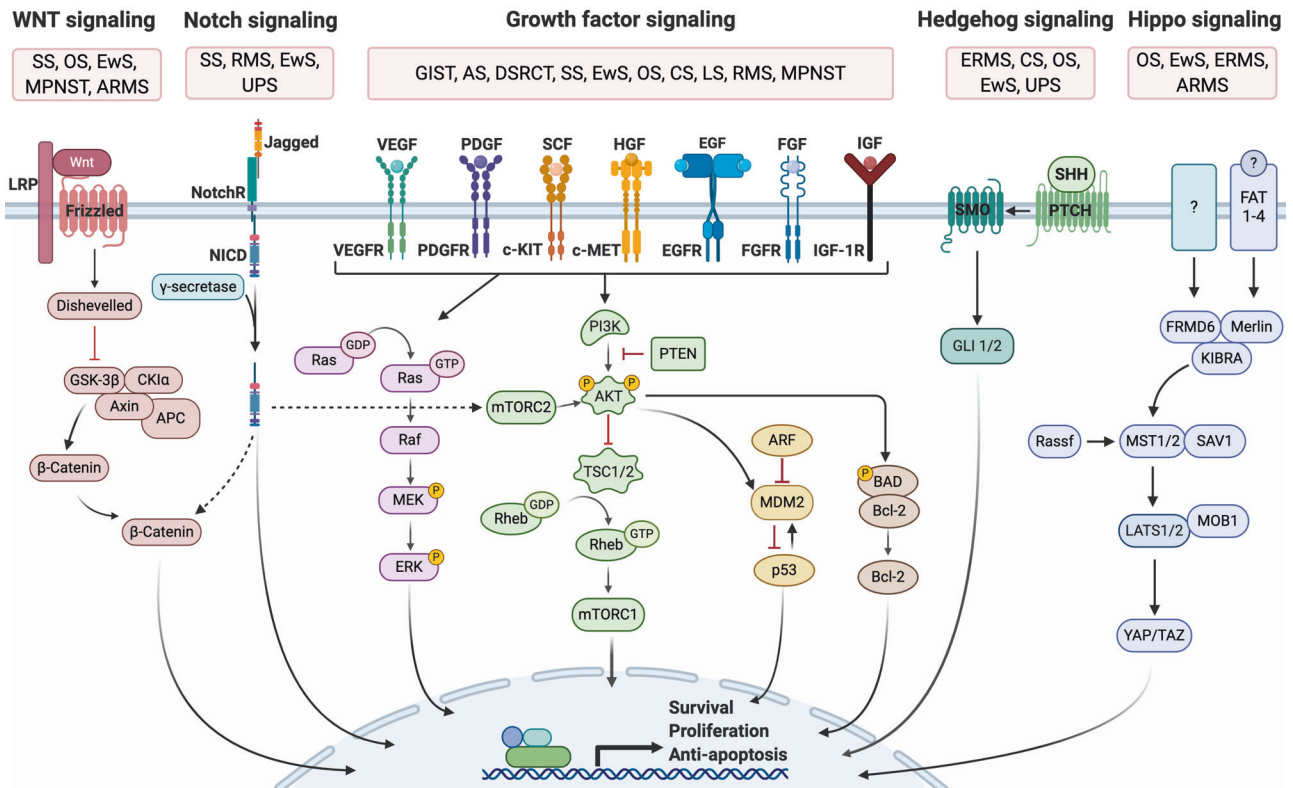 WNT signaling
SS, OS, EwS,
MPNST, ARMS
Notch signaling
SS, RMS, EwS,
UPS
Growth factor signaling
GIST, AS, DSRCT, SS, EwS, OS, CS, LS, RMS, MPNST
Hedgehog signaling
ERMS, CS, OS,
EwS, UPS
Hippo signaling
OS, EwS, ERMS,
ARMS
LRP
Wnt
Frizzled
Dishevelled
GSK-3β
CKIα
Axin
APC
β-Catenin
β-Catenin
Jagged
NotchR
NICD
γ-secretase
VEGF
PDGF
SCF
HGF
EGF
FGF
IGF
VEGFR
PDGFR
c-KIT
c-MET
EGFR
FGFR
IGF-1R
Ras
GDP
Ras
GTP
Raf
MEK
P
ERK
P
PI3K
PTEN
mTORC2
P
P
AKT
TSC1/2
Rheb
GDP
Rheb
GTP
mTORC1
ARF
MDM2
p53
P
BAD
Bcl-2
Bcl-2
SMO
SHH
PTCH
GLI 1/2
?
?
FAT
1-4
FRMD6
Merlin
KIBRA
Rassf
MST1/2
SAV1
LATS1/2
MOB1
YAP/TAZ
Survival
Proliferation
Anti-apoptosis